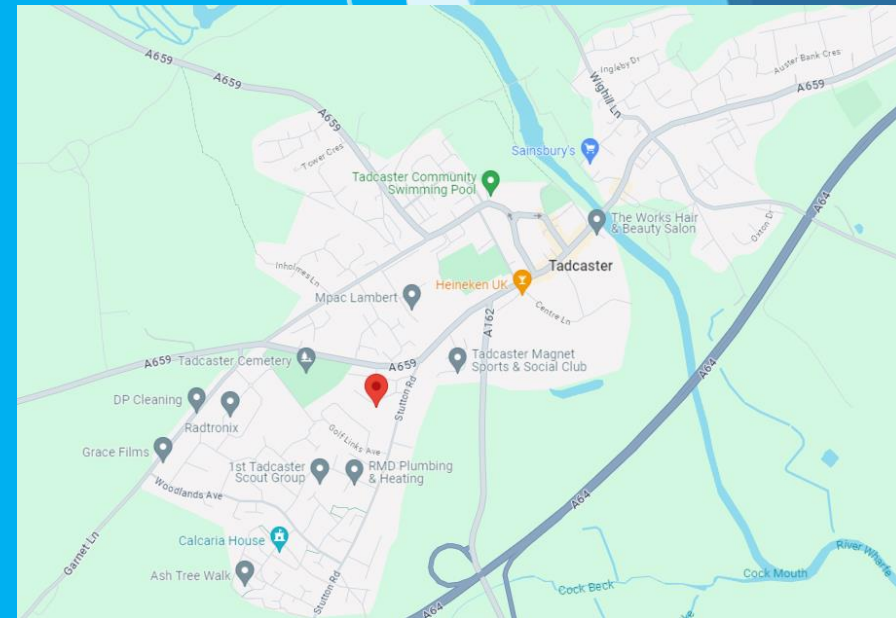 A659
A659
A659
Tower Cres
Ingleby Dr
Wighill Ln
Auster Bank Cres
A659
Sainsbury's
Tadcaster Community
Swimming Pool
The Works Hair
& Beauty Salon
Oxton Dr
A64
Tadcaster
Inholmes Ln
Heineken UK
Mpac Lambert
Centre Ln
A162
A659
Tadcaster Cemetery
A659
Tadcaster Magnet
Sports & Social Club
A64
Stutton Rd
DP Cleaning
Radtronix
Golf Links Ave
Grace Films
1st Tadcaster
Scout Group
RMD Plumbing
& Heating
Woodlands Ave
A64
Calcaria House
Garnet Ln
Ash Tree Walk
Stutton Rd
A64
Cock Beck
Cock Mouth
River Wharfe